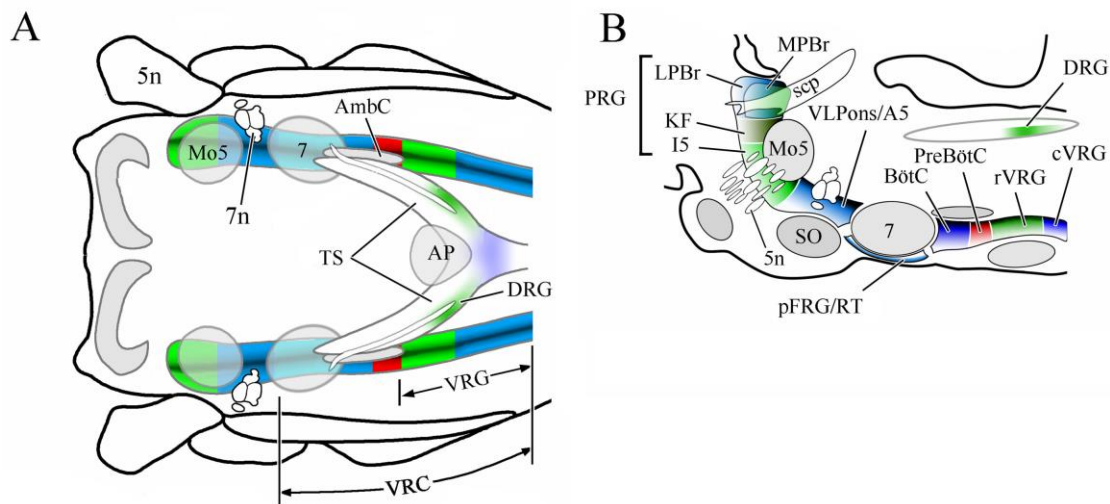 A
5n
AmbC
Mo5
7
7n
TS
AP
DRG
VRG
VRC
B
MPBr
LPBr
scp
DRG
PRG
KF
VLPons/A5
I5
Mo5
PreBötC
cVRG
BötC
rVRG
SO
7
5n
pFRG/RT